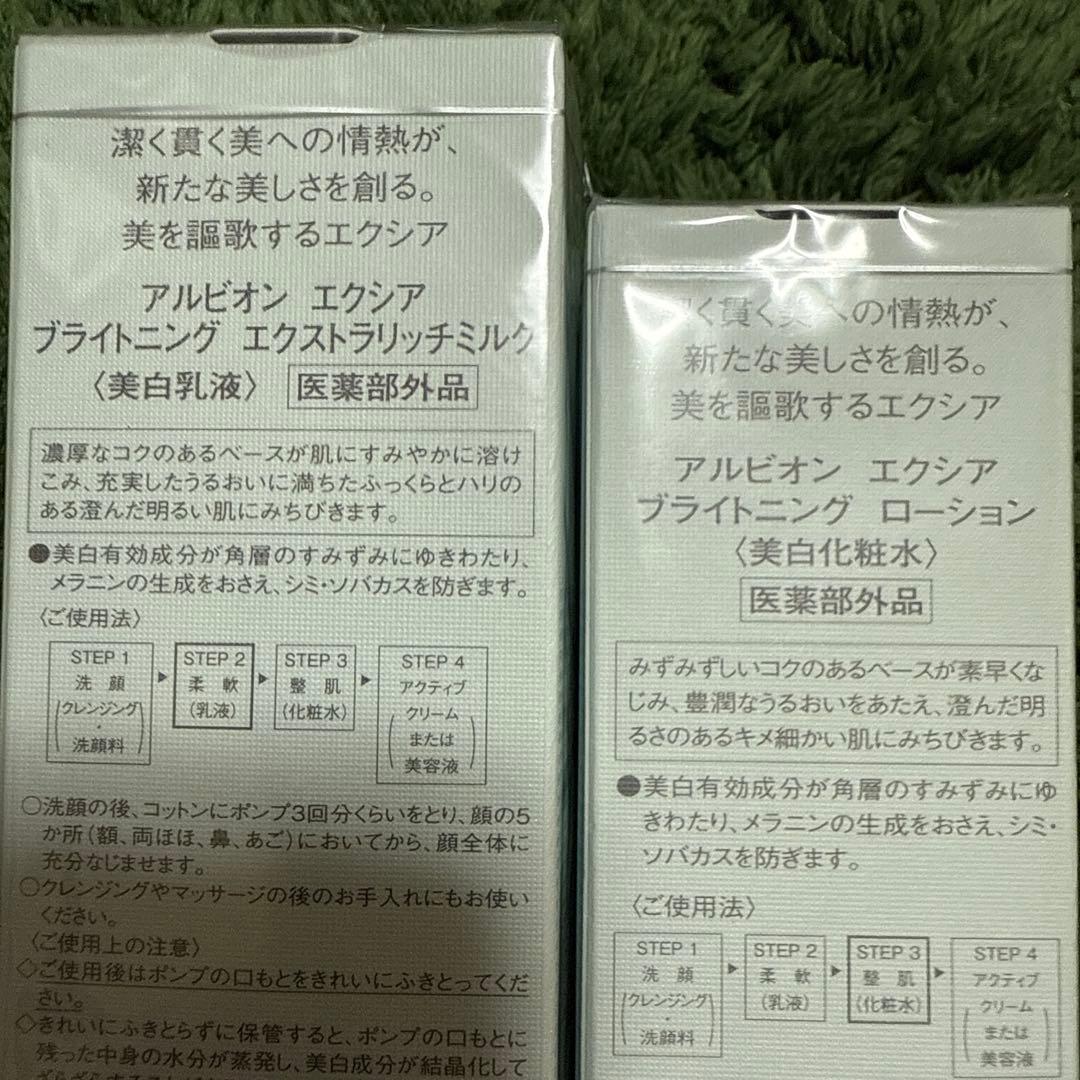 潔く貫く美への情熱が、
新たな美しさを創る。
美を謳歌するエクシア
アルビオン エクシア
ブライトニング エクストラリッチミルク
〈美白乳液〉 医薬部外品
濃厚なコクのあるベースが肌にすみやかに溶け
こみ、充実したうるおいに満ちたふっくらとハリの
ある澄んだ明るい肌にみちびきます。
●美白有効成分が角層のすみずみにゆきわたり、
メラニンの生成をおさえ、シミ・ソバカスを防ぎます。
〈ご使用法〉
STEP 1
洗顔
(クレンジング・洗顔料)
STEP 2
柔軟
(乳液)
STEP 3
整肌
(化粧水)
STEP 4
アクティブ
(クリームまたは美容液)
○洗顔の後、コットンにポンプ3回分くらいをとり、顔の5
か所(額、両ほほ、鼻、あご)においてから、顔全体に
充分なじませます。
○クレンジングやマッサージの後のお手入れにもお使い
ください。
〈ご使用上の注意〉
◇ご使用後はポンプの口もとをきれいにふきとってくだ
さい。
◇きれいにふきとらずに保管すると、ポンプの口もとに
残った中身の水分が蒸発し、美白成分が結晶化して
潔く貫く美への情熱が、
新たな美しさを創る。
美を謳歌するエクシア
アルビオン エクシア
ブライトニング ローション
〈美白化粧水〉
医薬部外品
みずみずしいコクのあるベースが素早くな
じみ、豊潤なうるおいをあたえ、澄んだ明
るさのあるキメ細かい肌にみちびきます。
●美白有効成分が角層のすみずみにゆ
きわたり、メラニンの生成をおさえ、シミ・
ソバカスを防ぎます。
〈ご使用法〉
STEP 1
洗顔
(クレンジング・洗顔料)
STEP 2
柔軟
(乳液)
STEP 3
整肌
(化粧水)
STEP 4
アクティブ
(クリームまたは美容液)